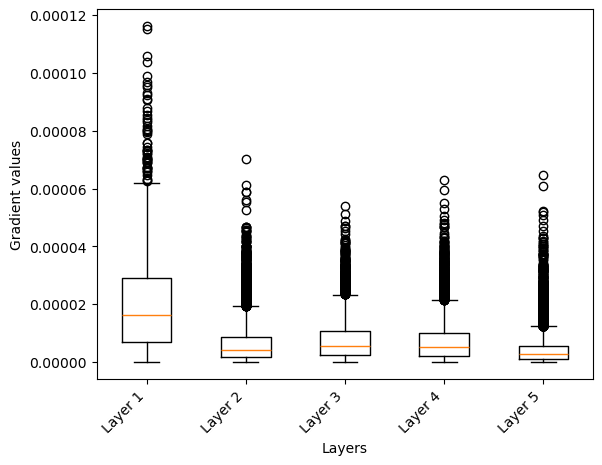 0.00012
0.00010
0.00008
0.00006
0.00004
0.00002
0.00000
Gradient values
Layer 1
Layer 2
Layer 3
Layer 4
Layer 5
Layers